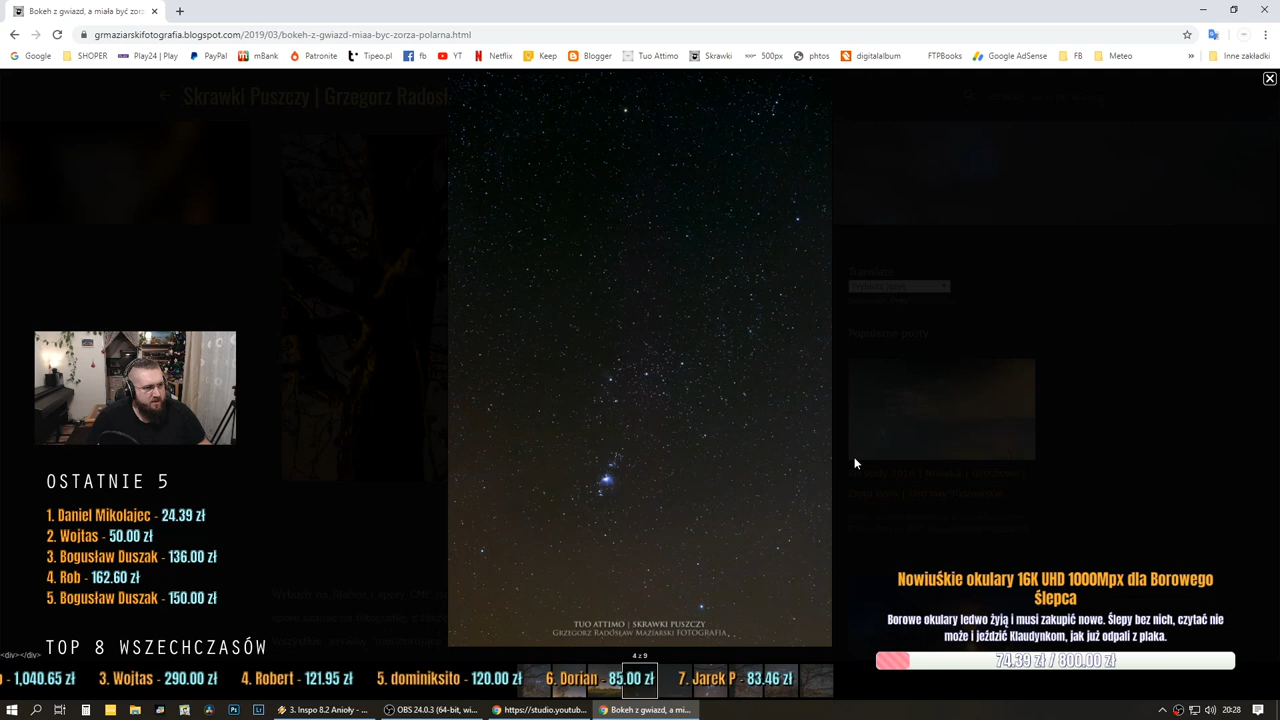 Bokeh z gwiazd, a miała być zorz
grmaziarskifotografia.blogspot.com/2019/03/bokeh-z-gwiazd-miaa-byc-zorza-polarna.html
Google SHOPER Play24 | Play PayPal mBank Patronite Tipeo.pl fb YT Netflix Keep Blogger Tuo Attimo Skrawki 500px phtos digitalalbum FTPBooks Google AdSense FB Meteo » Inne zakładki
Skrawki Puszczy | Grzegorz Radosł
Translate
Popularne posty
OSTATNIE 5
1. Daniel Mikolajec - 24.39 zł
2. Wojtas - 50.00 zł
3. Bogusław Duszak - 136.00 zł
4. Rob - 162.60 zł
5. Bogusław Duszak - 150.00 zł
TOP 8 WSZECHCZASÓW
<div></div>
- 1,040.65 zł 3. Wojtas - 290.00 zł 4. Robert - 121.95 zł 5. dominiksito - 120.00 zł 6. Dorian - 85.00 zł 7. Jarek P - 83.46 zł
TUO ATTIMO | SKRAWKI PUSZCZY
GRZEGORZ RADOSŁAW MAZIARSKI FOTOGRAFIA
4 z 9
Nowiuśkie okulary 16K UHD 1000Mpx dla Borowego
Ślepca
Borowe okulary ledwo żyją i musi zakupić nowe. Ślepy bez nich, czytać nie
może i jeździć Klaudynkom, jak już odpali z plaka.
74.39 zł / 800.00 zł
3. Inspo 8.2 Anioły - ...
OBS 24.0.3 (64-bit, wi...
https://studio.youtub...
Bokeh z gwiazd, a mi...
20:28